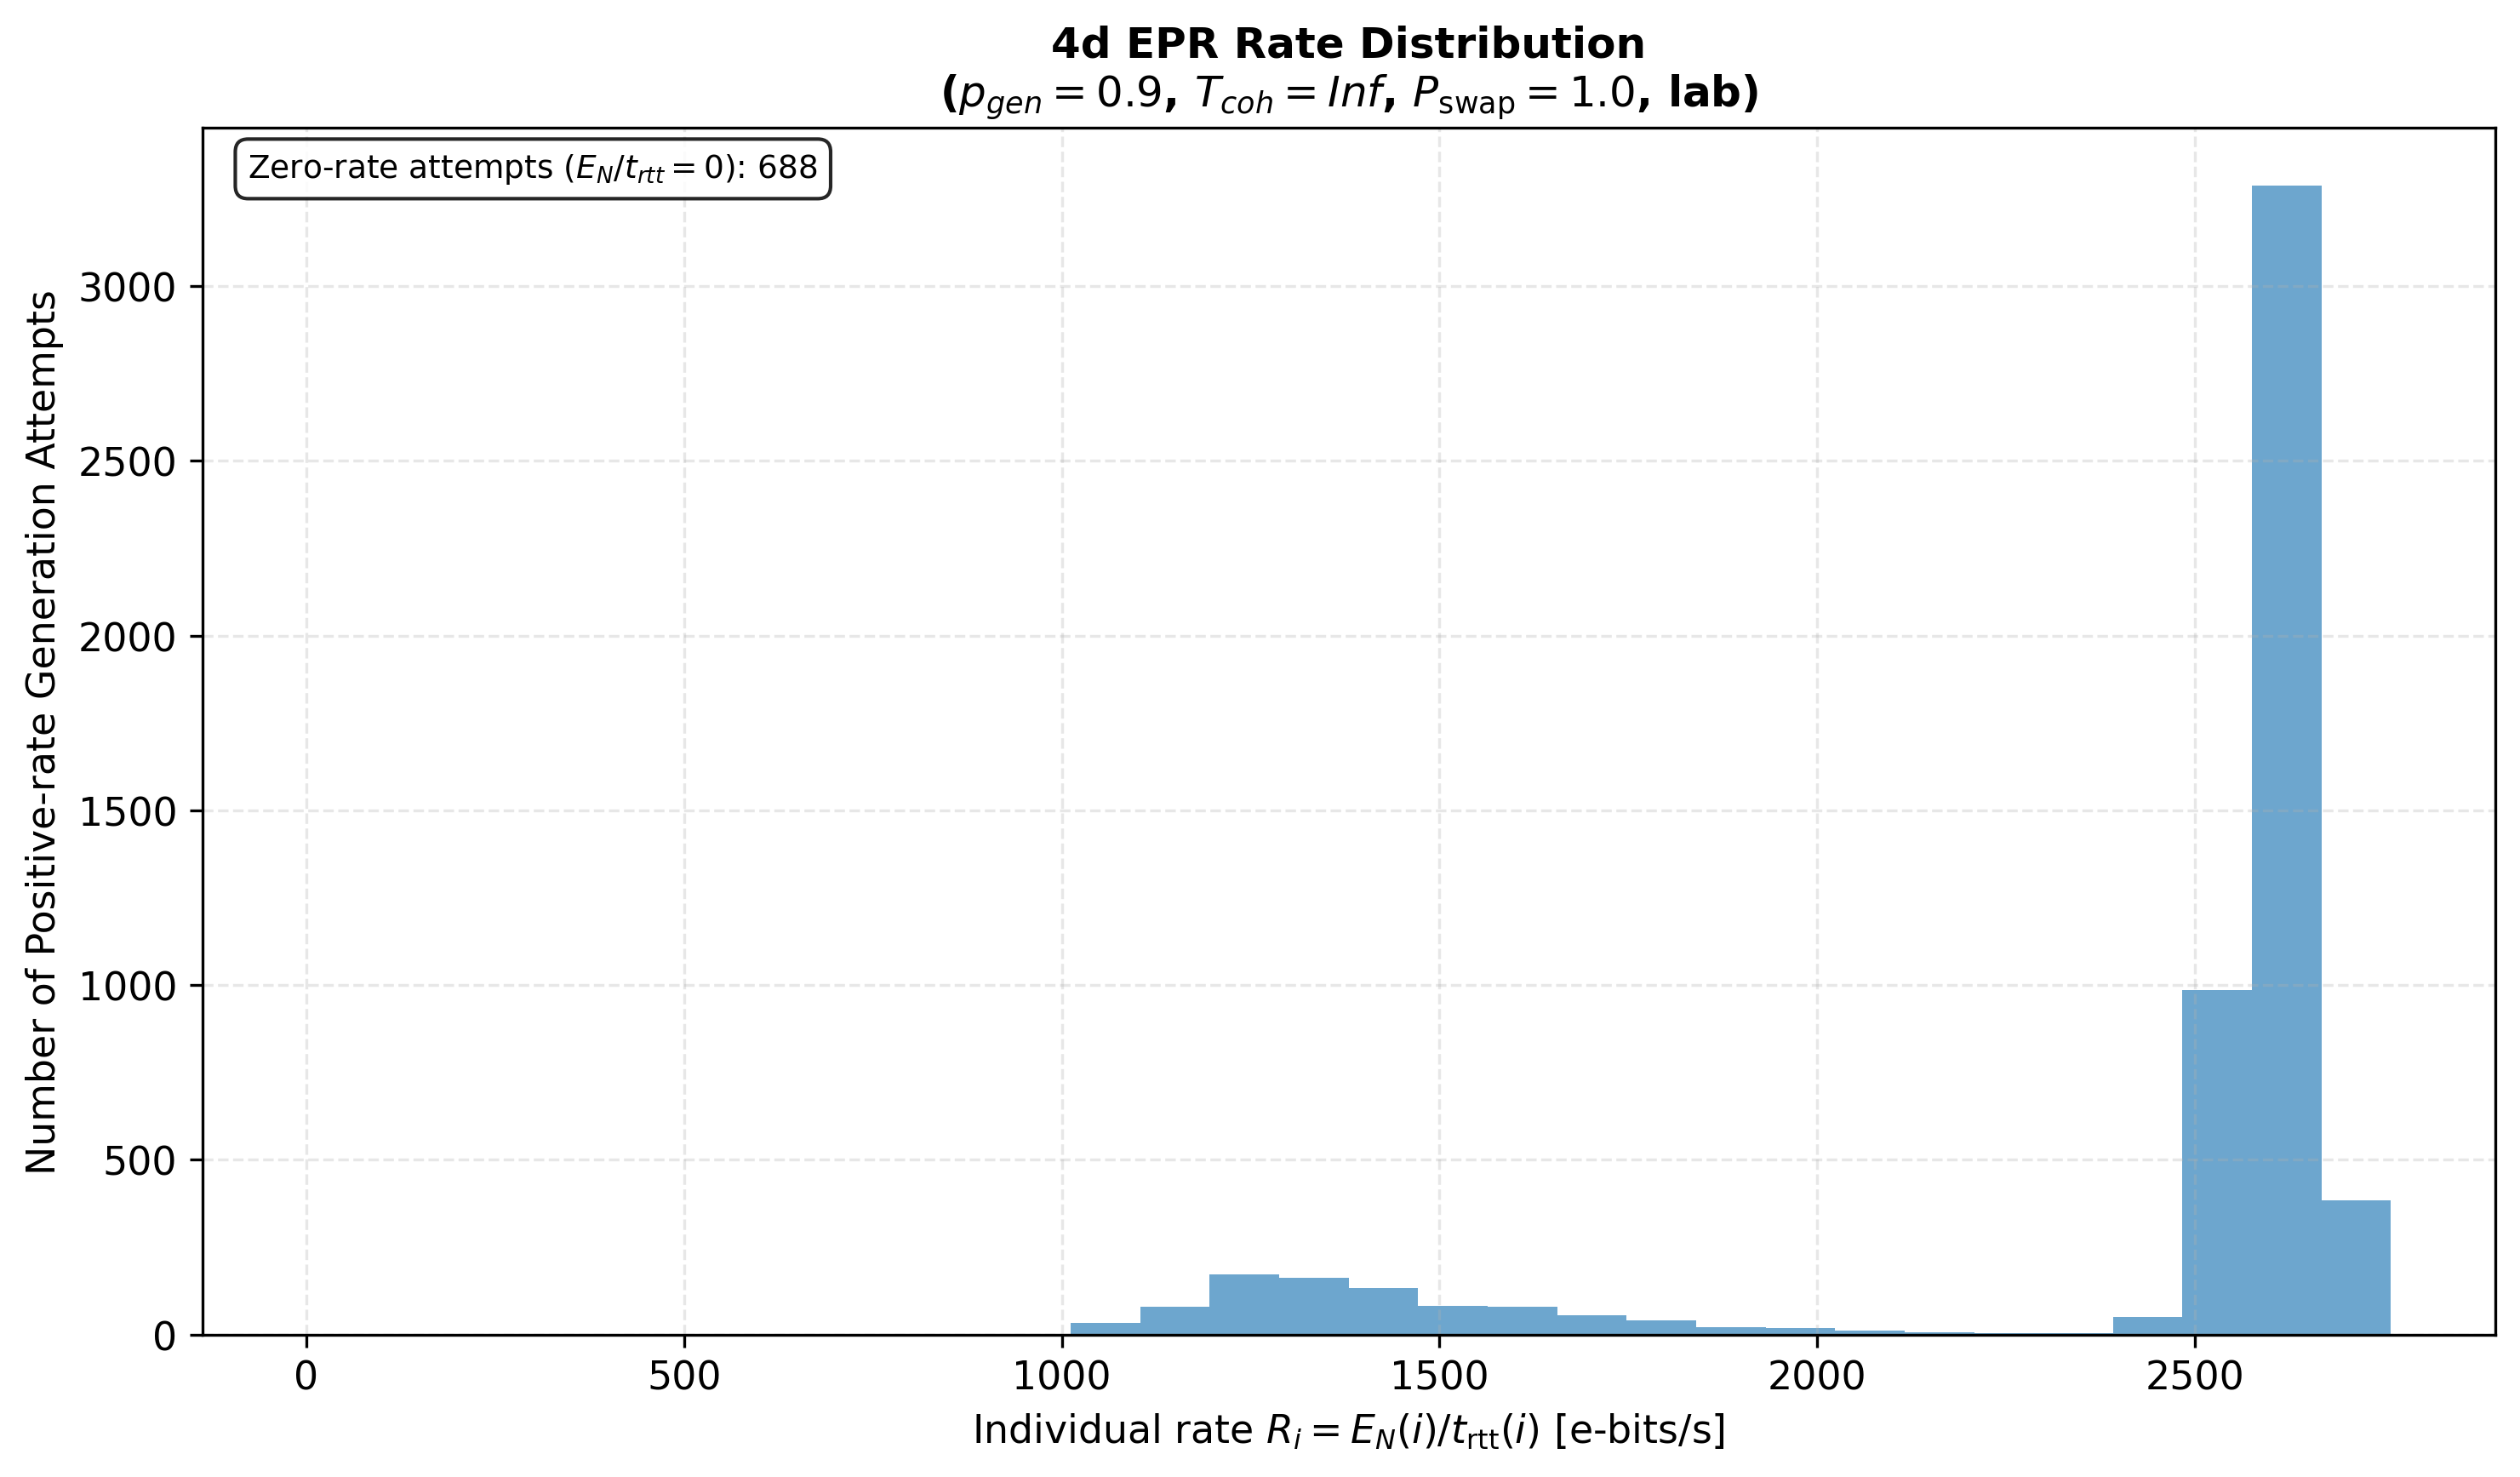 4d EPR Rate Distribution
(p_gen = 0.9, T_coh = Inf, P_swap = 1.0, lab)
Zero-rate attempts (E_N/t_rtt = 0): 688
Number of Positive-rate Generation Attempts
3000
2500
2000
1500
1000
500
0
0 500 1000 1500 2000 2500
Individual rate R_i = E_N(i)/t_rtt(i) [e-bits/s]